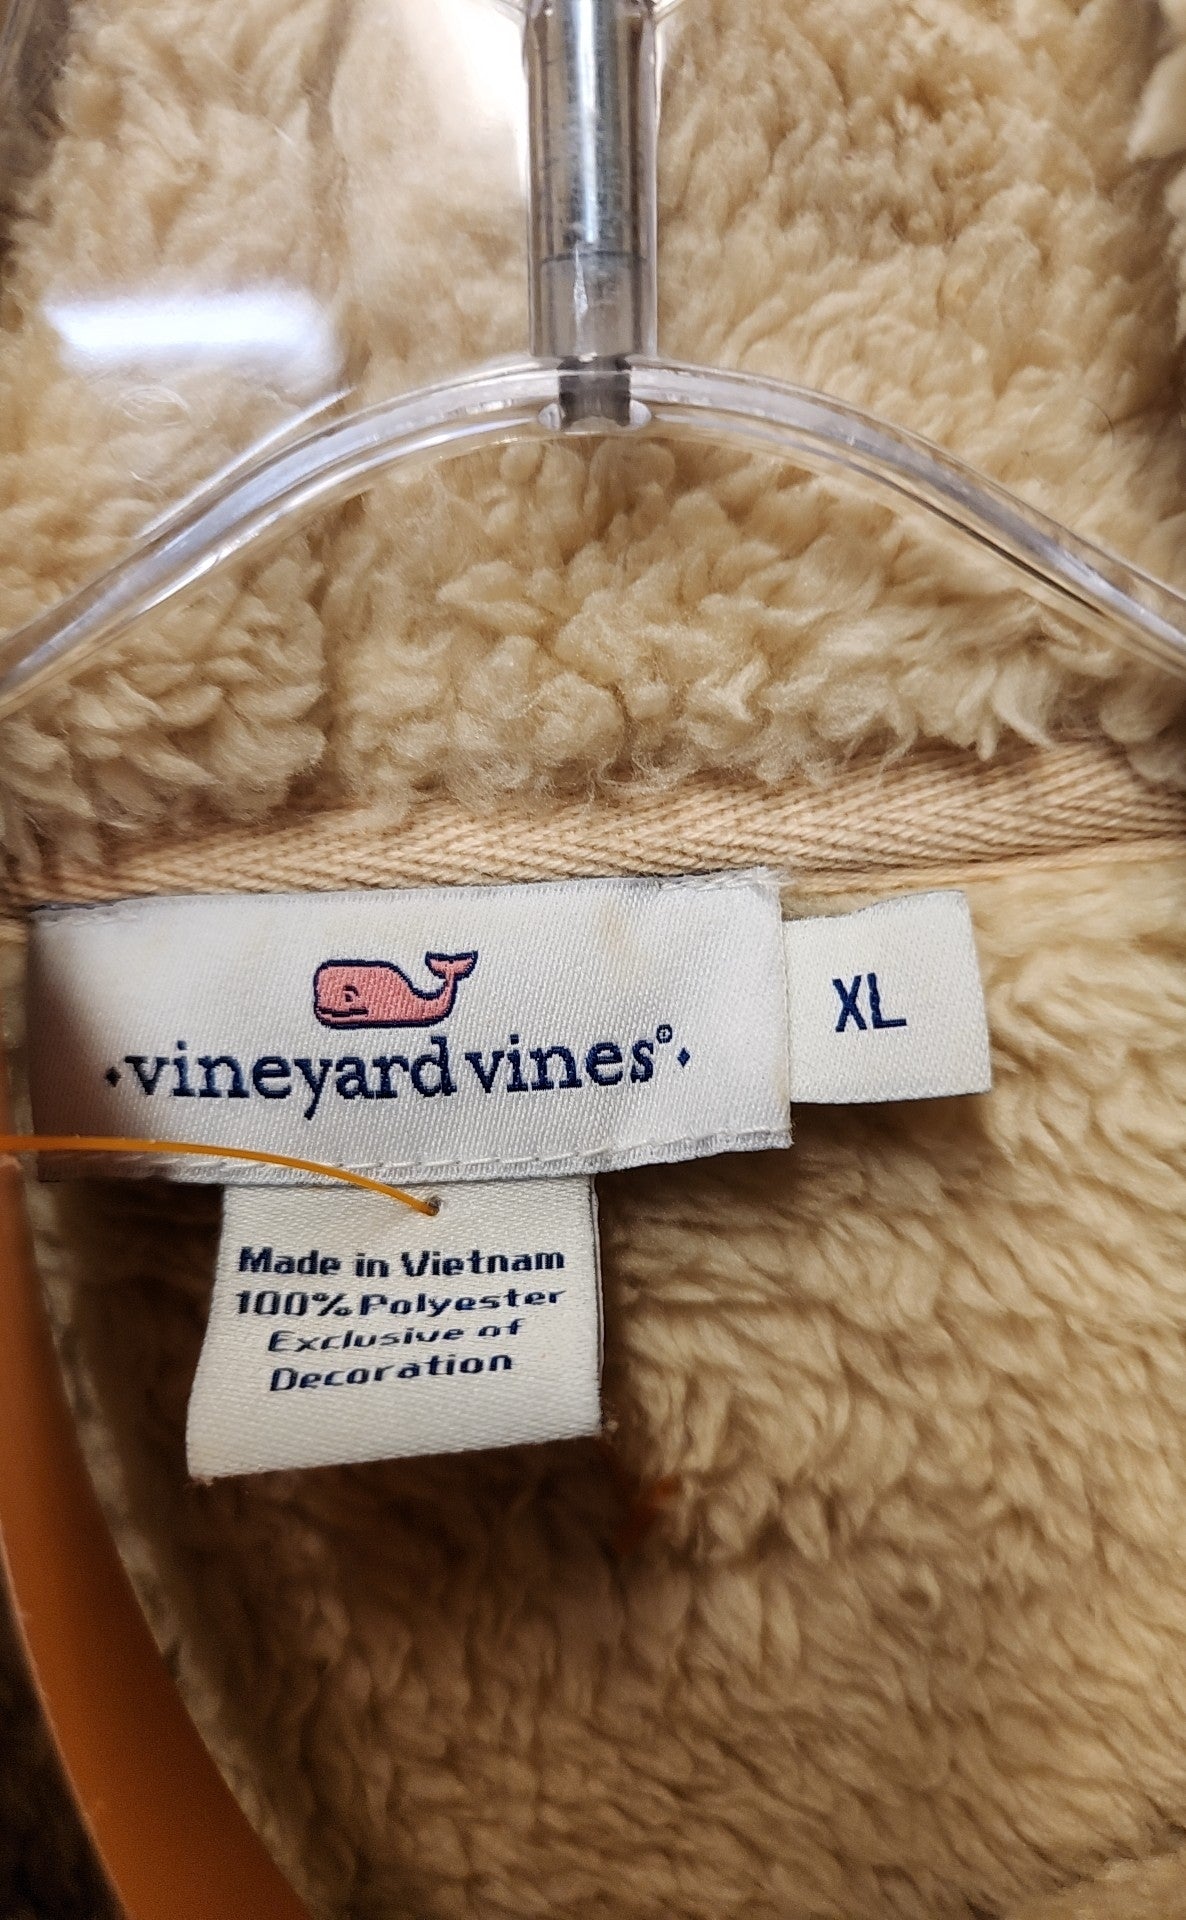 vineyard vines®
XL
Made in Vietnam
100% Polyester
Exclusive of
Decoration